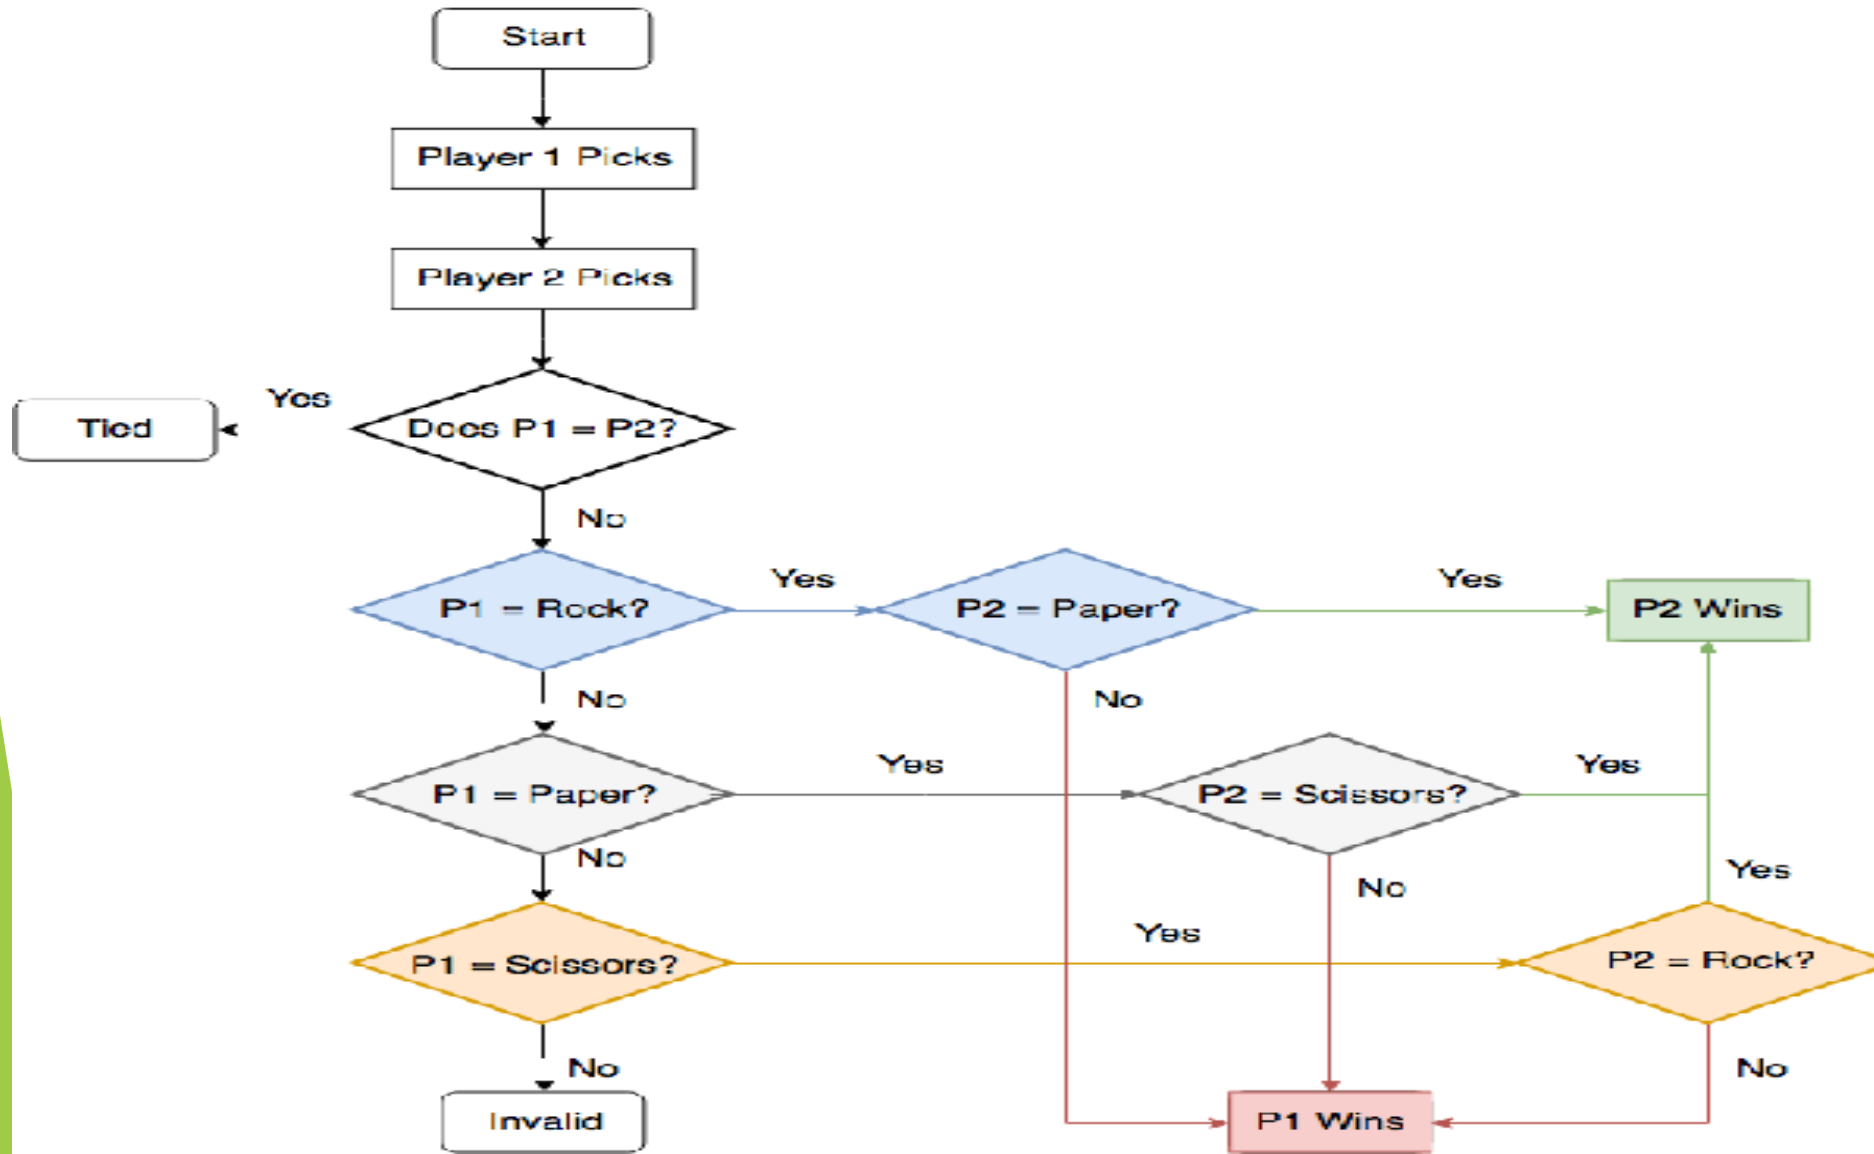 Start
Player 1 Picks
Player 2 Picks
Yes
Tied
Does P1 = P2?
No
P1 = Rock?
Yes
P2 = Paper?
Yes
P2 Wins
No
No
P1 = Paper?
Yes
P2 = Scissors?
Yes
No
No
Yes
P1 = Scissors?
Yes
P2 = Rock?
No
No
Invalid
P1 Wins